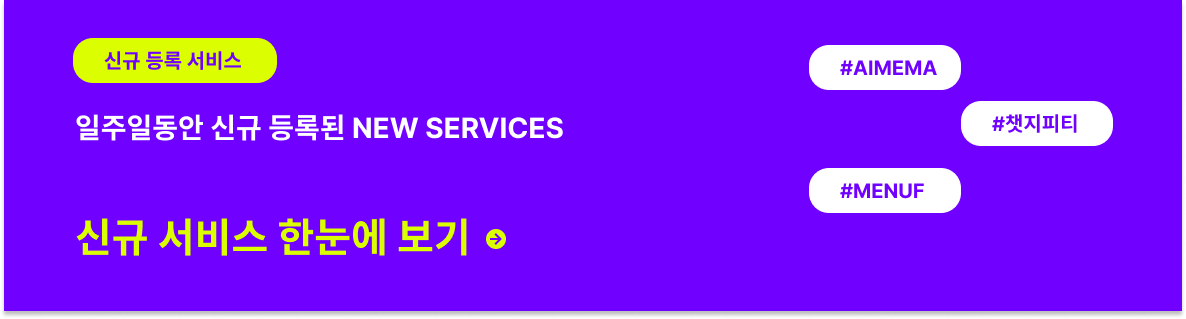 신규 등록 서비스
일주일동안 신규 등록된 NEW SERVICES
신규 서비스 한눈에 보기
#AIMEMA
#챗지피티
#MENUF